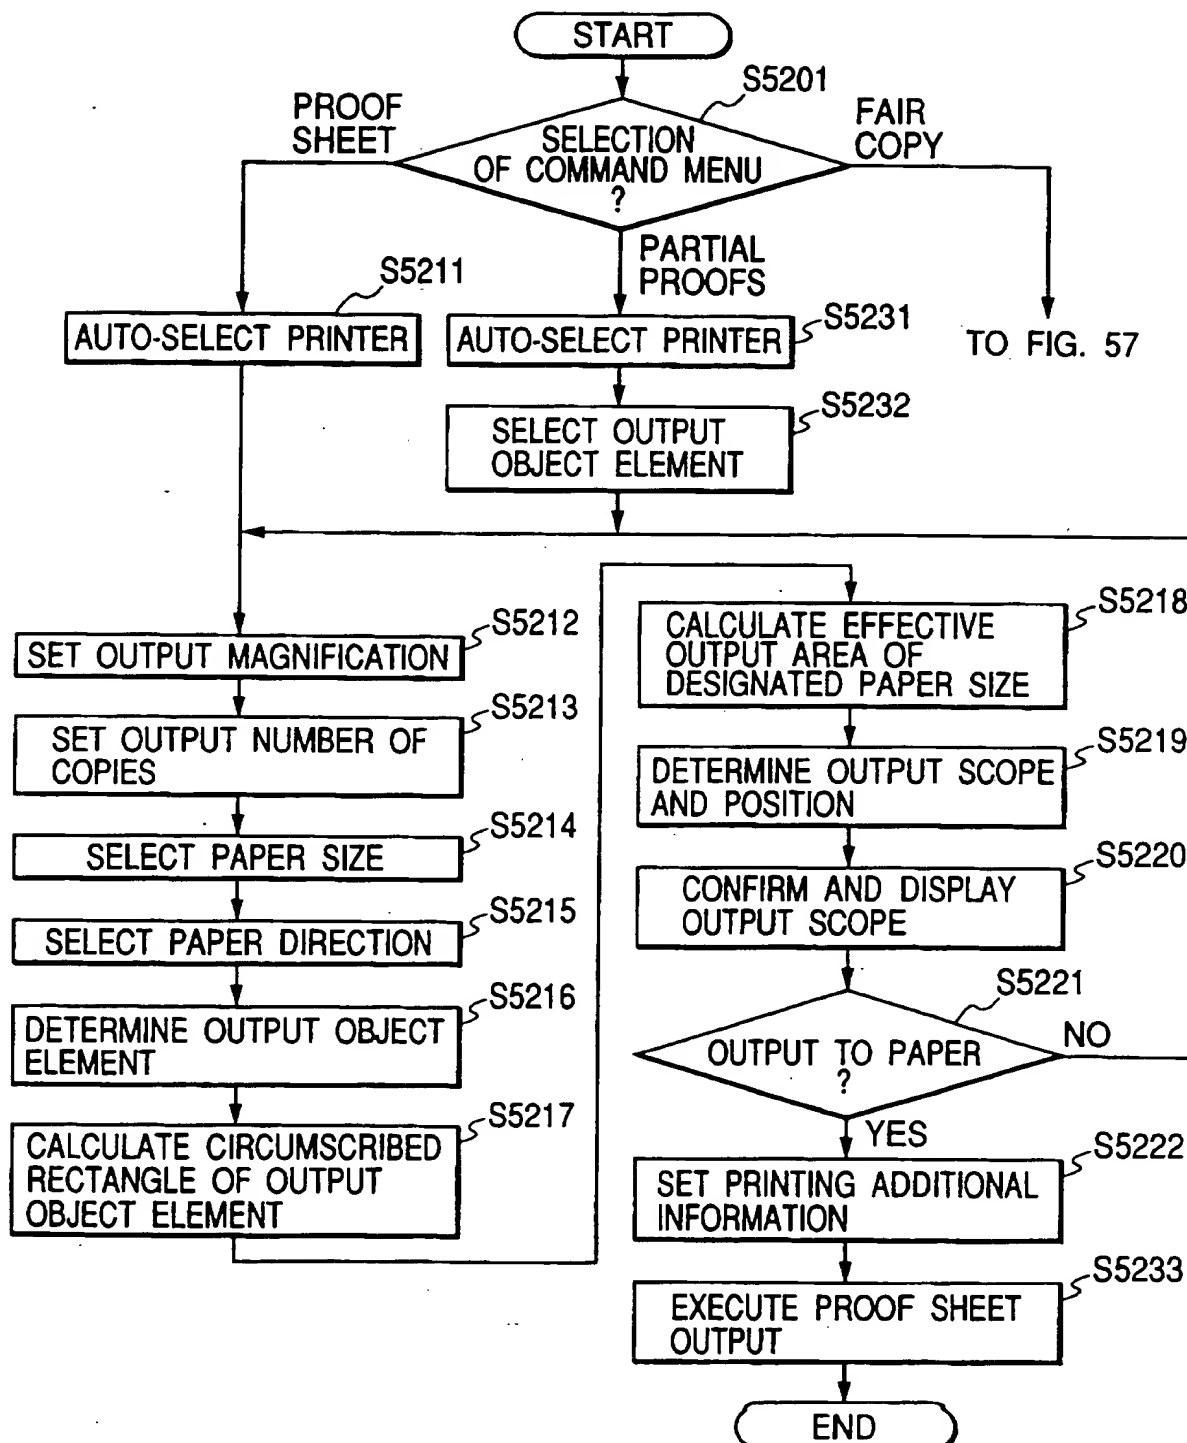 START
S5201
PROOF
SHEET
FAIR
COPY
SELECTION
OF COMMAND MENU
?
PARTIAL
PROOFS
S5211
AUTO-SELECT PRINTER
S5231
AUTO-SELECT PRINTER
TO FIG. 57
S5232
SELECT OUTPUT
OBJECT ELEMENT
S5212
SET OUTPUT MAGNIFICATION
S5213
SET OUTPUT NUMBER OF
COPIES
S5214
SELECT PAPER SIZE
S5215
SELECT PAPER DIRECTION
S5216
DETERMINE OUTPUT OBJECT
ELEMENT
S5217
CALCULATE CIRCUMSCRIBED
RECTANGLE OF OUTPUT
OBJECT ELEMENT
S5218
CALCULATE EFFECTIVE
OUTPUT AREA OF
DESIGNATED PAPER SIZE
S5219
DETERMINE OUTPUT SCOPE
AND POSITION
S5220
CONFIRM AND DISPLAY
OUTPUT SCOPE
S5221
OUTPUT TO PAPER
?
NO
YES
S5222
SET PRINTING ADDITIONAL
INFORMATION
S5233
EXECUTE PROOF SHEET
OUTPUT
END